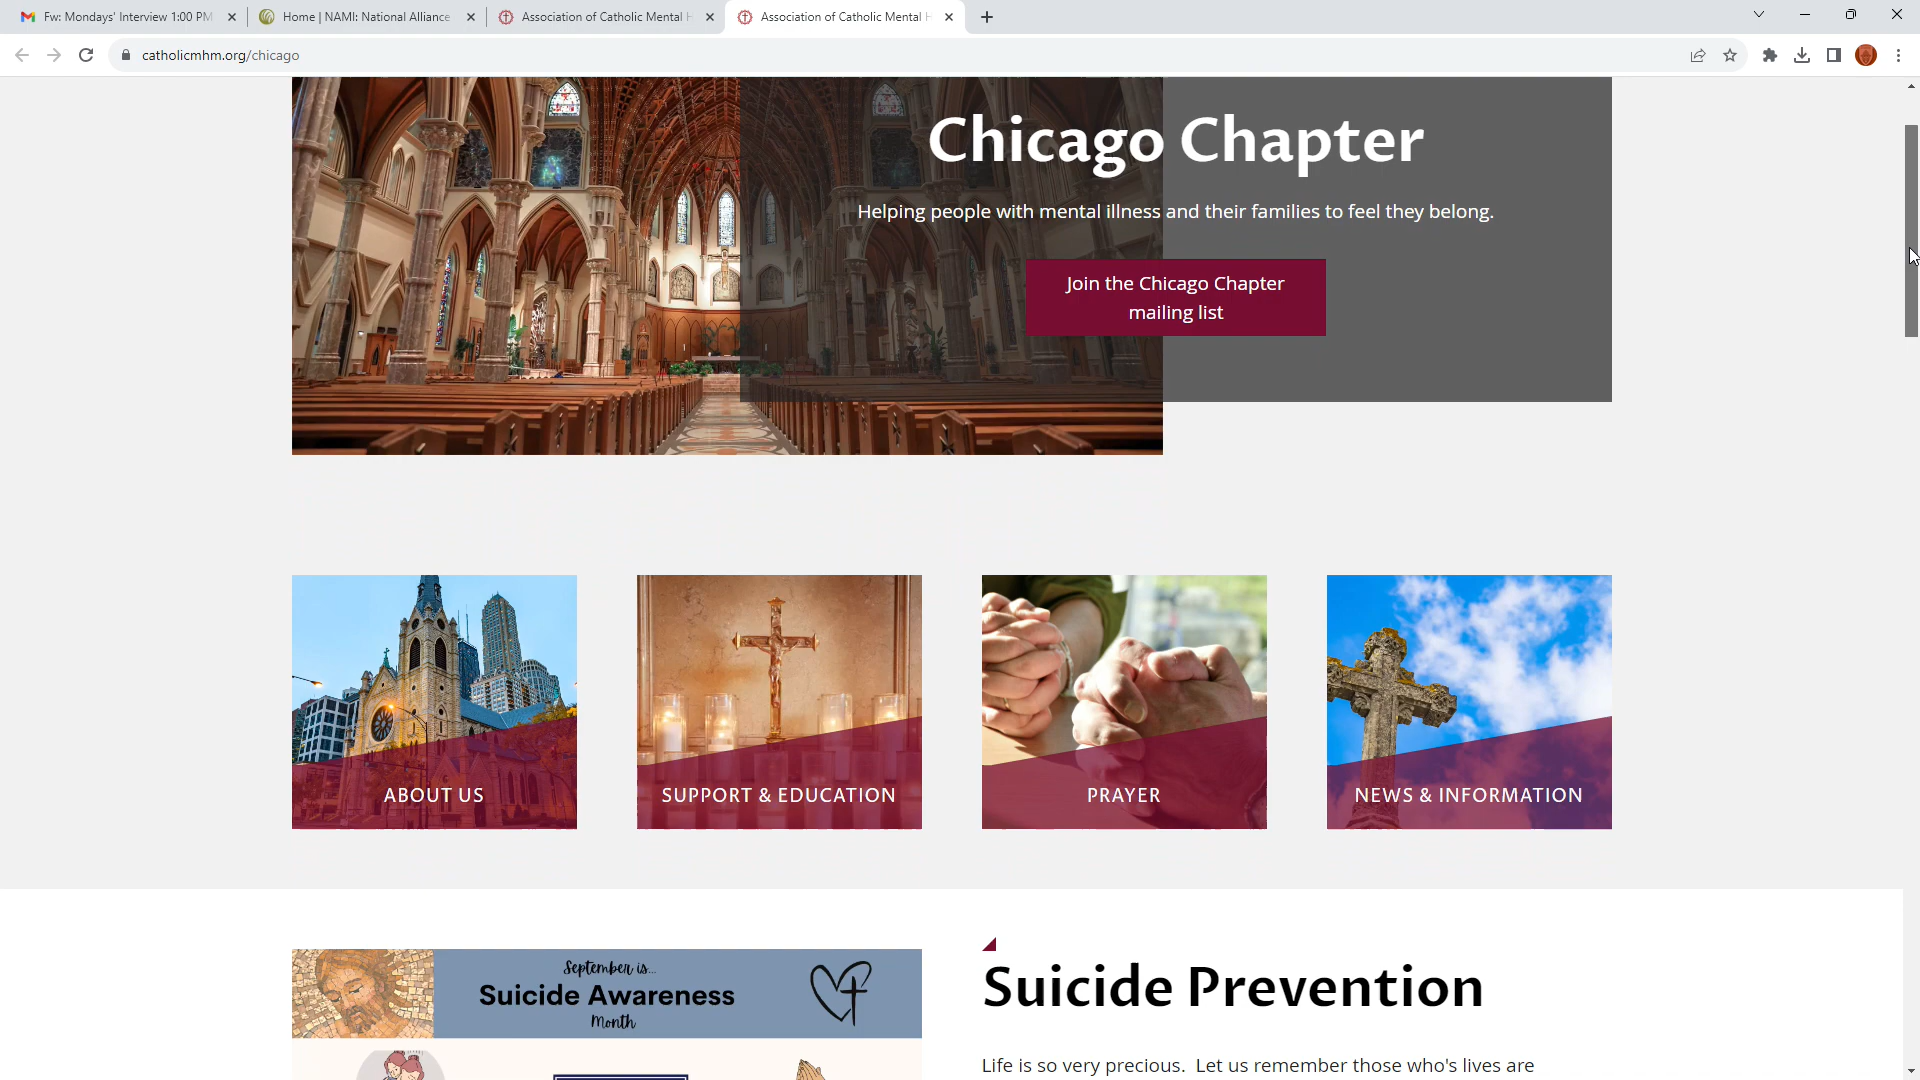 Fw: Mondays' Interview 1:00 PM
Home | NAMI: National Alliance
Association of Catholic Mental H
Association of Catholic Mental H
catholicmhm.org/chicago
Chicago Chapter
Helping people with mental illness and their families to feel they belong.
Join the Chicago Chapter
mailing list
ABOUT US
SUPPORT & EDUCATION
PRAYER
NEWS & INFORMATION
September is...
Suicide Awareness
Month
Suicide Prevention
Life is so very precious.  Let us remember those who's lives are